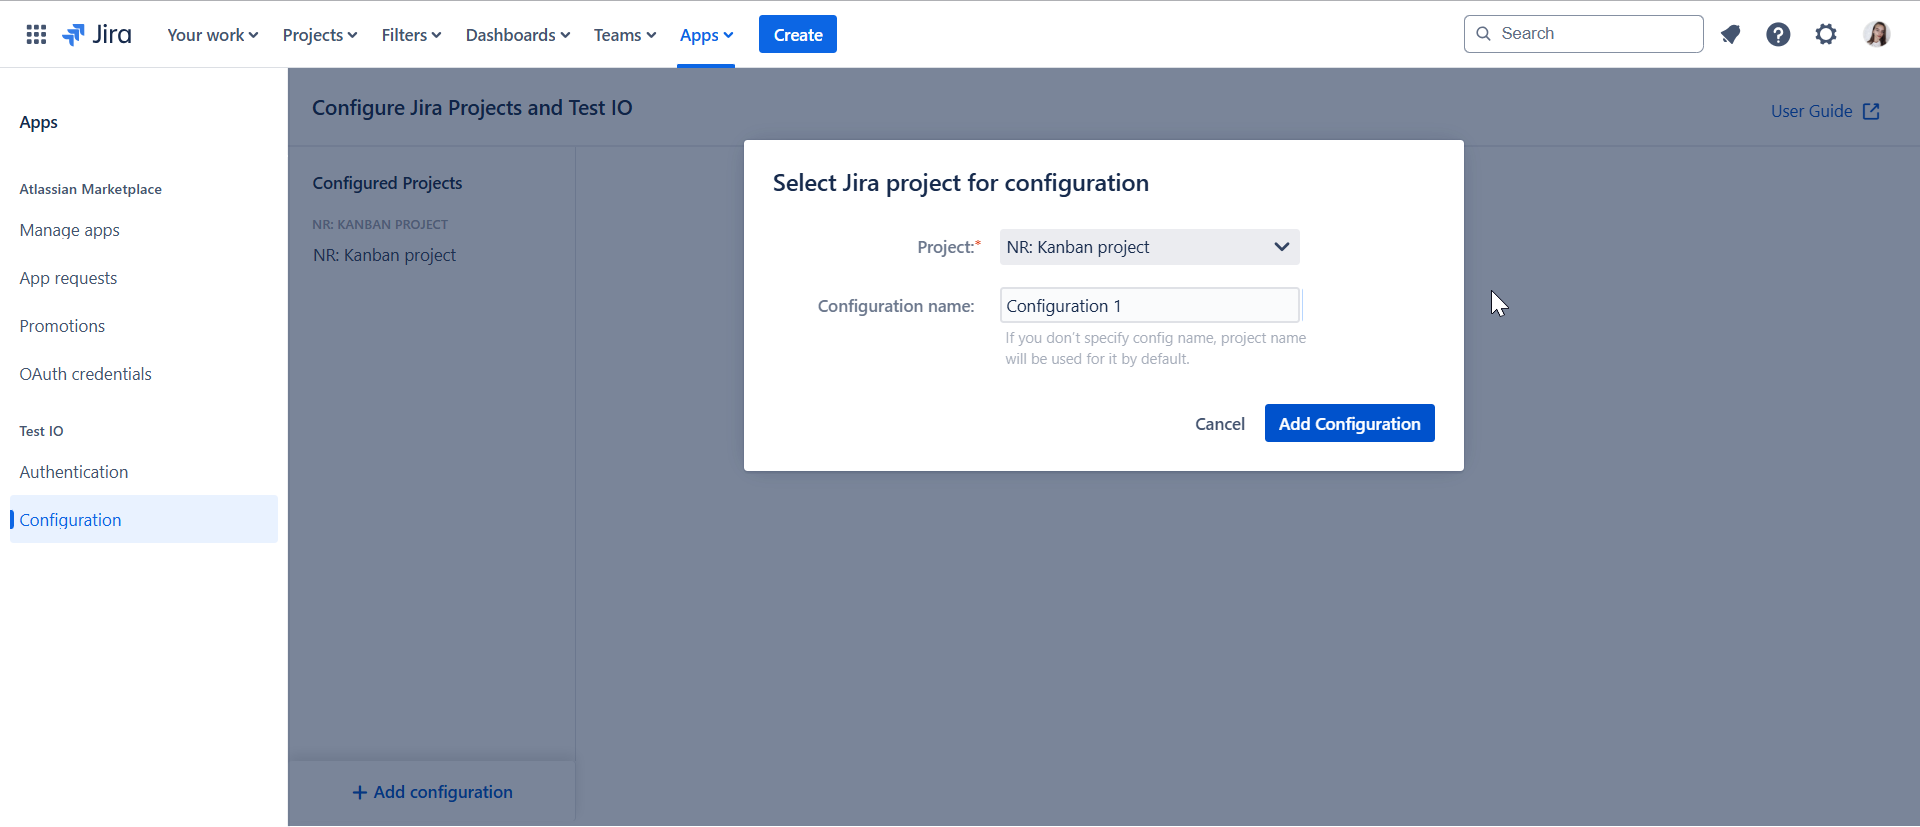 Jira
Your work
Projects
Filters
Dashboards
Teams
Apps
Create
Search
Apps
Atlassian Marketplace
Manage apps
App requests
Promotions
OAuth credentials
Test IO
Authentication
Configuration
Configure Jira Projects and Test IO
User Guide
Configured Projects
NR: KANBAN PROJECT
NR: Kanban project
+ Add configuration
Select Jira project for configuration
Project:*
NR: Kanban project
Configuration name:
Configuration 1
If you don't specify config name, project name
will be used for it by default.
Cancel
Add Configuration